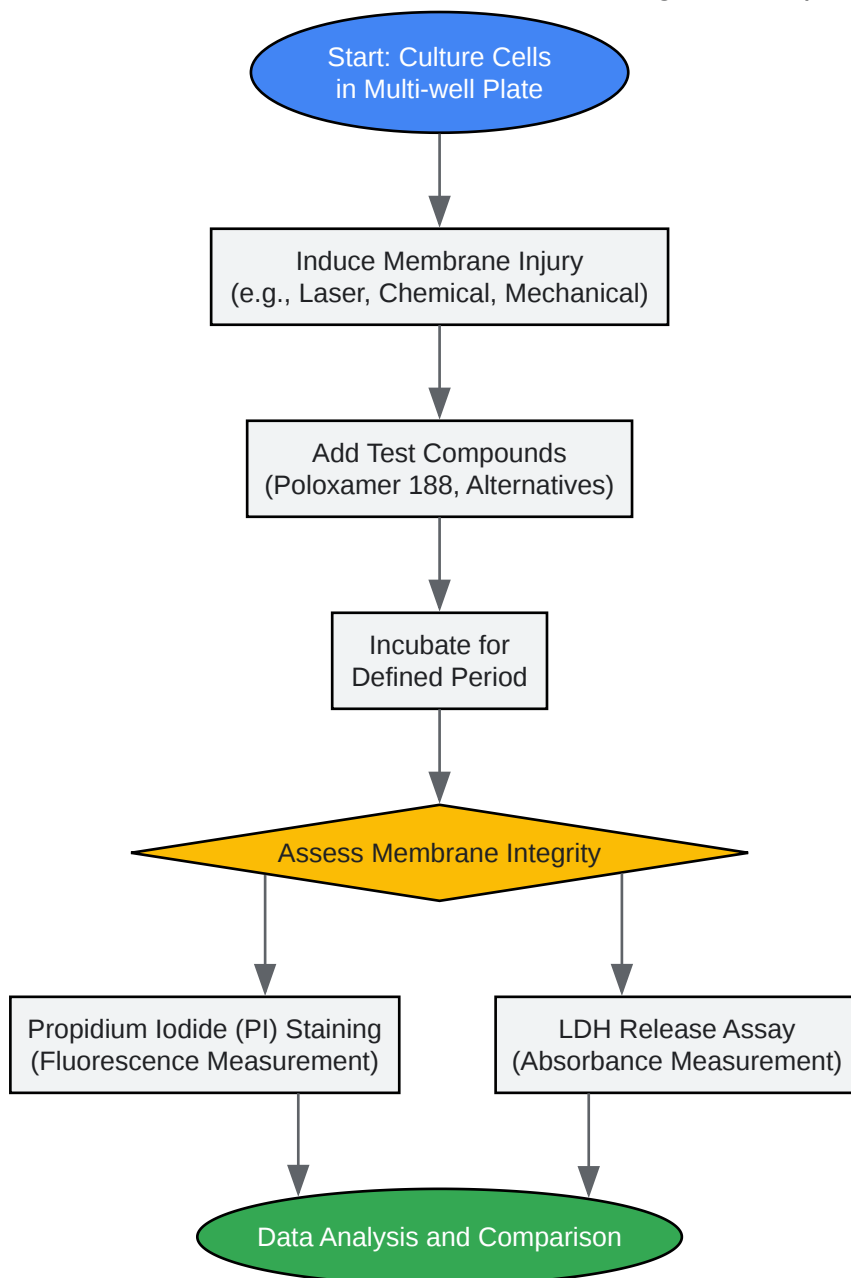 Start: Culture Cells
in Multi-well Plate
Induce Membrane Injury
(e.g., Laser, Chemical, Mechanical)
Add Test Compounds
(Poloxamer 188, Alternatives)
Incubate for
Defined Period
Assess Membrane Integrity
Propidium Iodide (PI) Staining
(Fluorescence Measurement)
LDH Release Assay
(Absorbance Measurement)
Data Analysis and Comparison